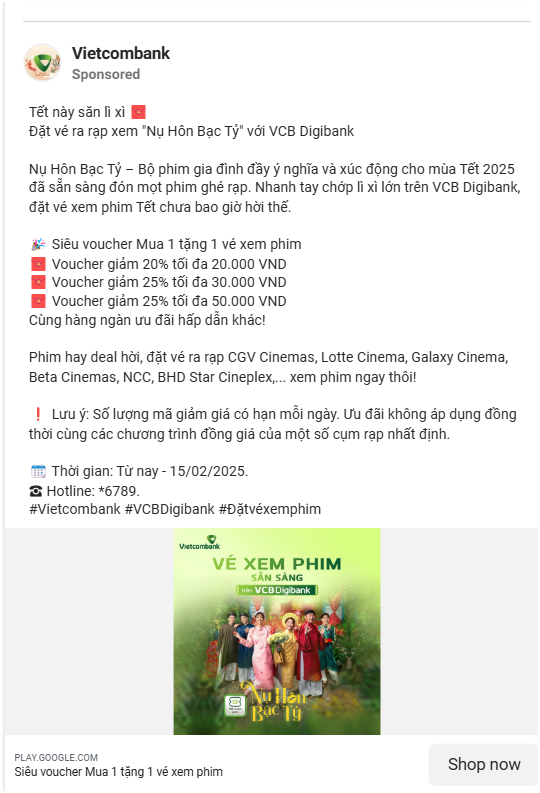 Vietcombank
Sponsored
Tết này săn lì xì 🧧
Đặt vé ra rạp xem "Nụ Hôn Bạc Tỷ" với VCB Digibank
Nụ Hôn Bạc Tỷ – Bộ phim gia đình đầy ý nghĩa và xúc động cho mùa Tết 2025
đã sẵn sàng đón mọt phim ghé rạp. Nhanh tay chớp lì xì lớn trên VCB Digibank,
đặt vé xem phim Tết chưa bao giờ hời thế.
🎉 Siêu voucher Mua 1 tặng 1 vé xem phim
🧧 Voucher giảm 20% tối đa 20.000 VND
🧧 Voucher giảm 25% tối đa 30.000 VND
🧧 Voucher giảm 25% tối đa 50.000 VND
Cùng hàng ngàn ưu đãi hấp dẫn khác!
Phim hay deal hời, đặt vé ra rạp CGV Cinemas, Lotte Cinema, Galaxy Cinema,
Beta Cinemas, NCC, BHD Star Cineplex,... xem phim ngay thôi!
❗ Lưu ý: Số lượng mã giảm giá có hạn mỗi ngày. Ưu đãi không áp dụng đồng
thời cùng các chương trình đồng giá của một số cụm rạp nhất định.
📅 Thời gian: Từ nay - 15/02/2025.
☎ Hotline: *6789.
#Vietcombank #VCBDigibank #Đặtvéxemphim
Vietcombank
VÉ XEM PHIM
SẴN SÀNG
trên VCB Digibank
Nụ Hôn
Bạc Tỷ
PLAY.GOOGLE.COM
Siêu voucher Mua 1 tặng 1 vé xem phim
Shop now